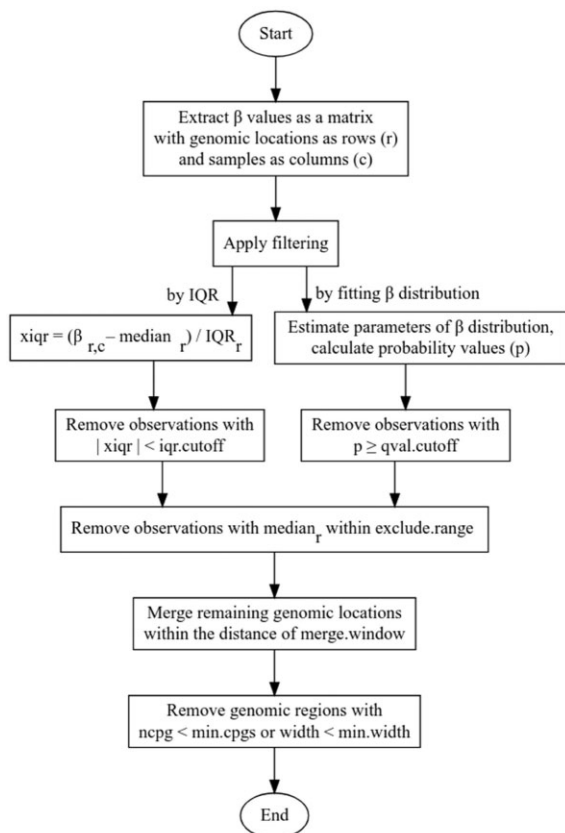 Start
Extract β values as a matrix
with genomic locations as rows (r)
and samples as columns (c)
Apply filtering
by IQR
by fitting β distribution
xiqr = (β r,c – median r) / IQR r
Estimate parameters of β distribution,
calculate probability values (p)
Remove observations with
| xiqr | < iqr.cutoff
Remove observations with
p ≥ qval.cutoff
Remove observations with median r within exclude.range
Merge remaining genomic locations
within the distance of merge.window
Remove genomic regions with
ncpg < min.cpgs or width < min.width
End